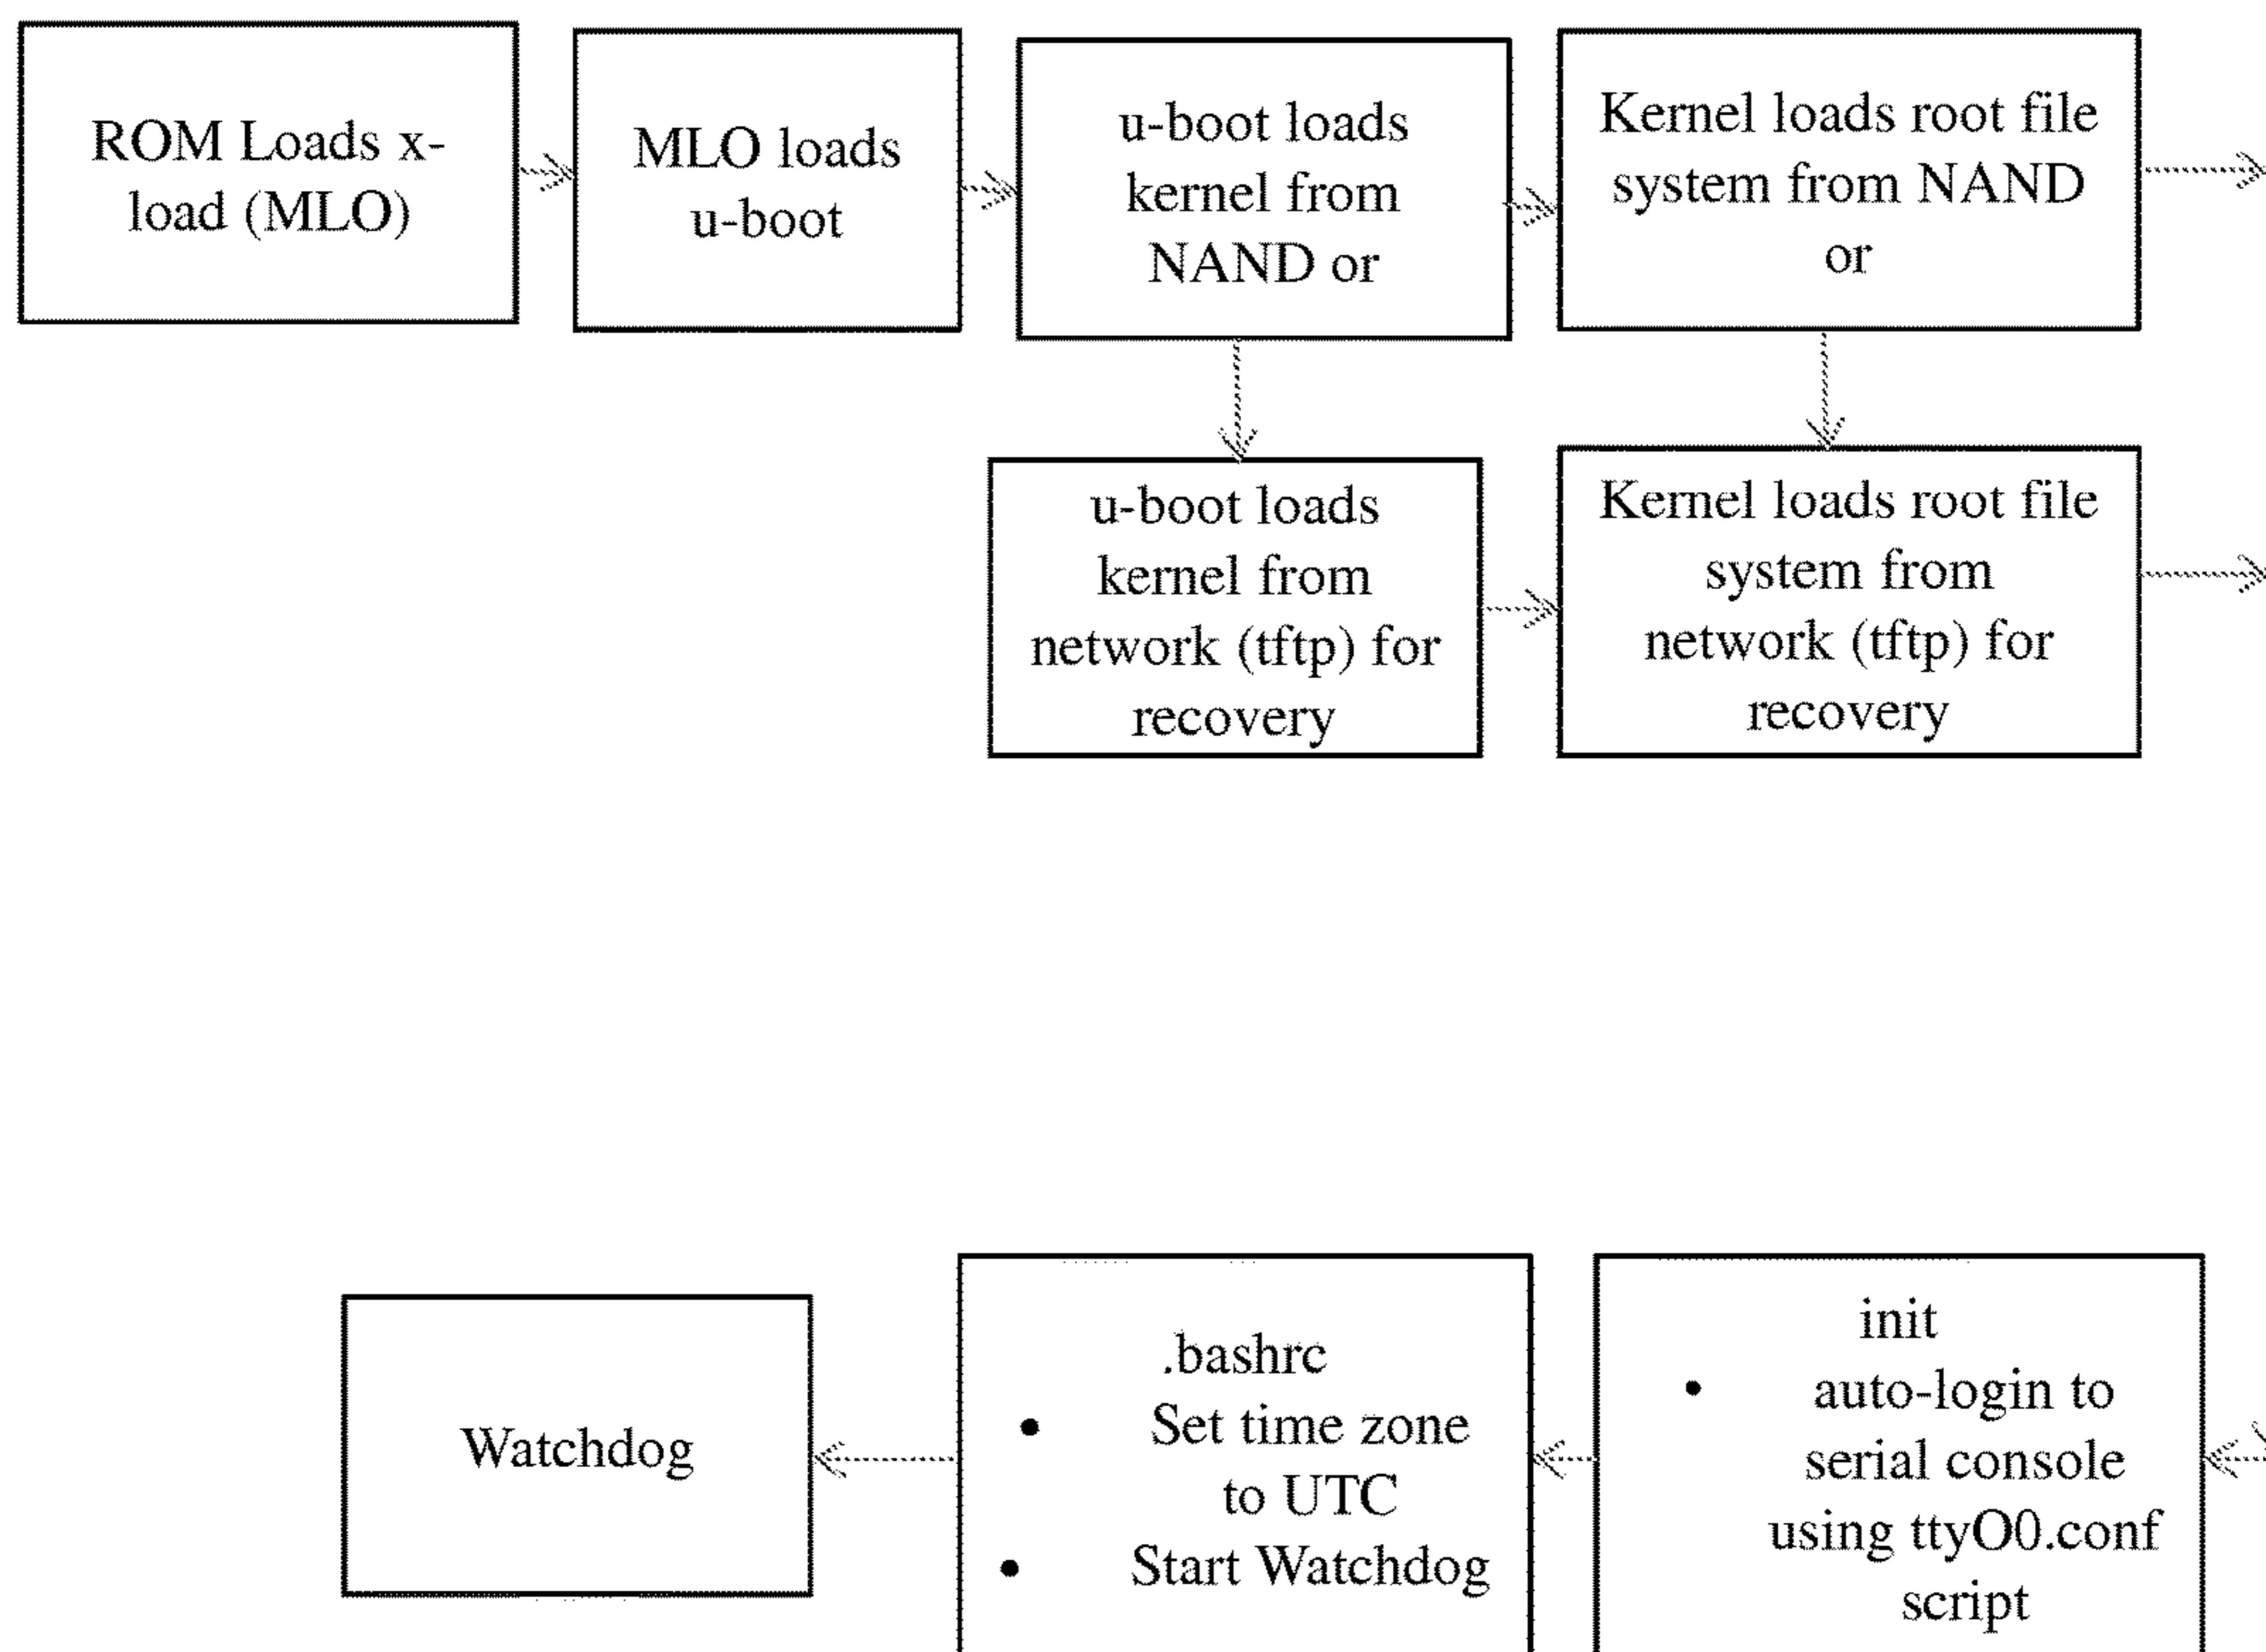 ROM Loads x-
load (MLO)
MLO loads
u-boot
u-boot loads
kernel from
NAND or
Kernel loads root file
system from NAND
or
u-boot loads
kernel from
network (tftp) for
recovery
Kernel loads root file
system from
network (tftp) for
recovery
Watchdog
.bashrc
• Set time zone
to UTC
• Start Watchdog
init
• auto-login to
serial console
using ttyO0.conf
script